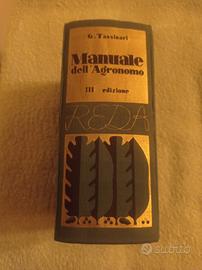 G. Tassinari
Manuale
dell'Agronomo
III edizione
REDA
subito